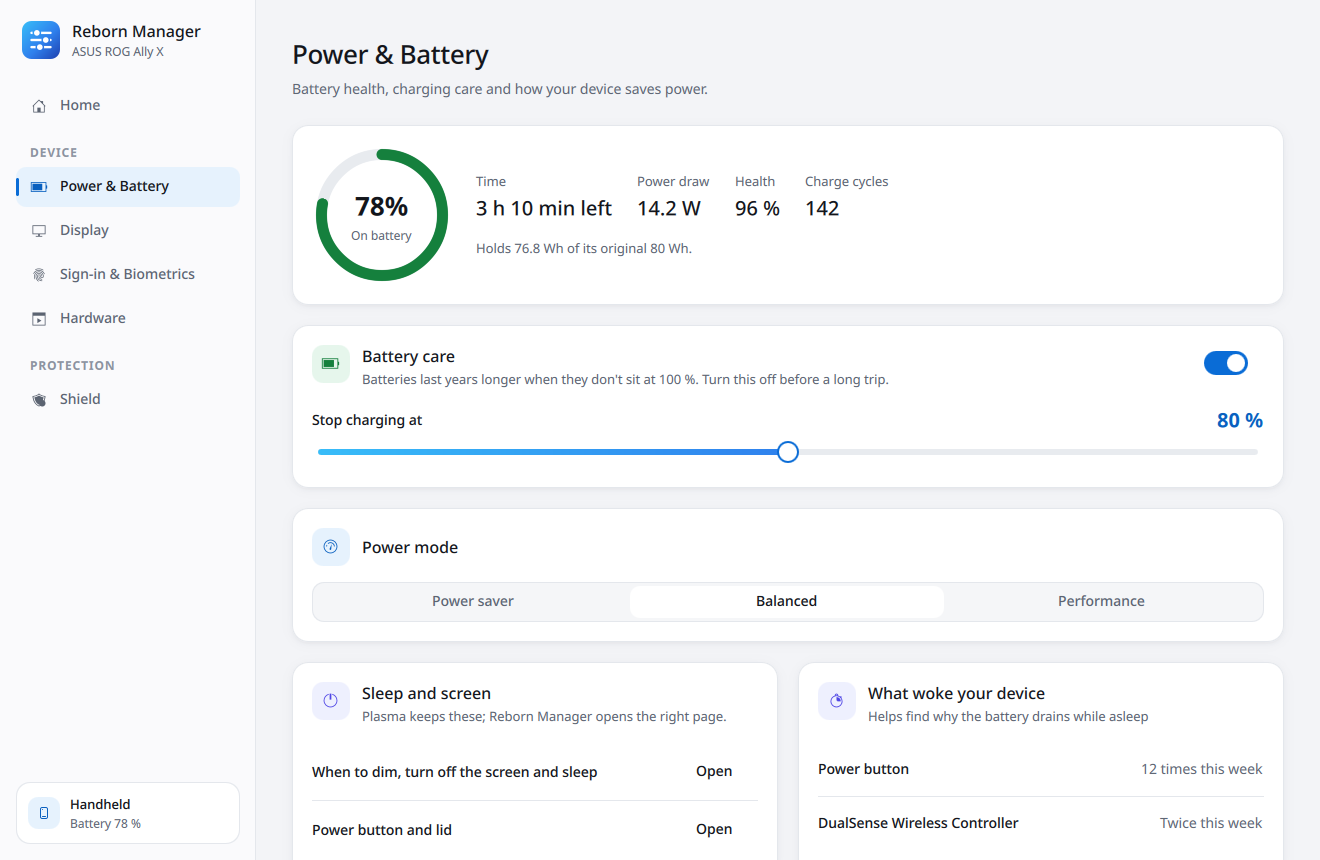 Reborn Manager
ASUS ROG Ally X
Home
DEVICE
Power & Battery
Display
Sign-in & Biometrics
Hardware
PROTECTION
Shield
Handheld
Battery 78 %
Power & Battery
Battery health, charging care and how your device saves power.
78%
On battery
Time
3 h 10 min left
Power draw
14.2 W
Health
96 %
Charge cycles
142
Holds 76.8 Wh of its original 80 Wh.
Battery care
Batteries last years longer when they don't sit at 100 %. Turn this off before a long trip.
Stop charging at
80 %
Power mode
Power saver
Balanced
Performance
Sleep and screen
Plasma keeps these; Reborn Manager opens the right page.
When to dim, turn off the screen and sleep
Open
Power button and lid
Open
What woke your device
Helps find why the battery drains while asleep
Power button
12 times this week
DualSense Wireless Controller
Twice this week